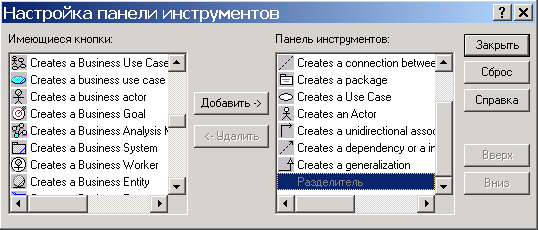 Настройка панели инструментов
Имеющиеся кнопки:
Creates a Business Use Case
Creates a business use case
Creates a business actor
Creates a Business Goal
Creates a Business Analysis M
Creates a Business System
Creates a Business Worker
Creates a Business Entity
Добавить ->
<- Удалить
Панель инструментов:
Creates a connection betwee
Creates a package
Creates a Use Case
Creates an Actor
Creates a unidirectional assoc
Creates a dependency or a in
Creates a generalization
Разделитель
Закрыть
Сброс
Справка
Вверх
Вниз